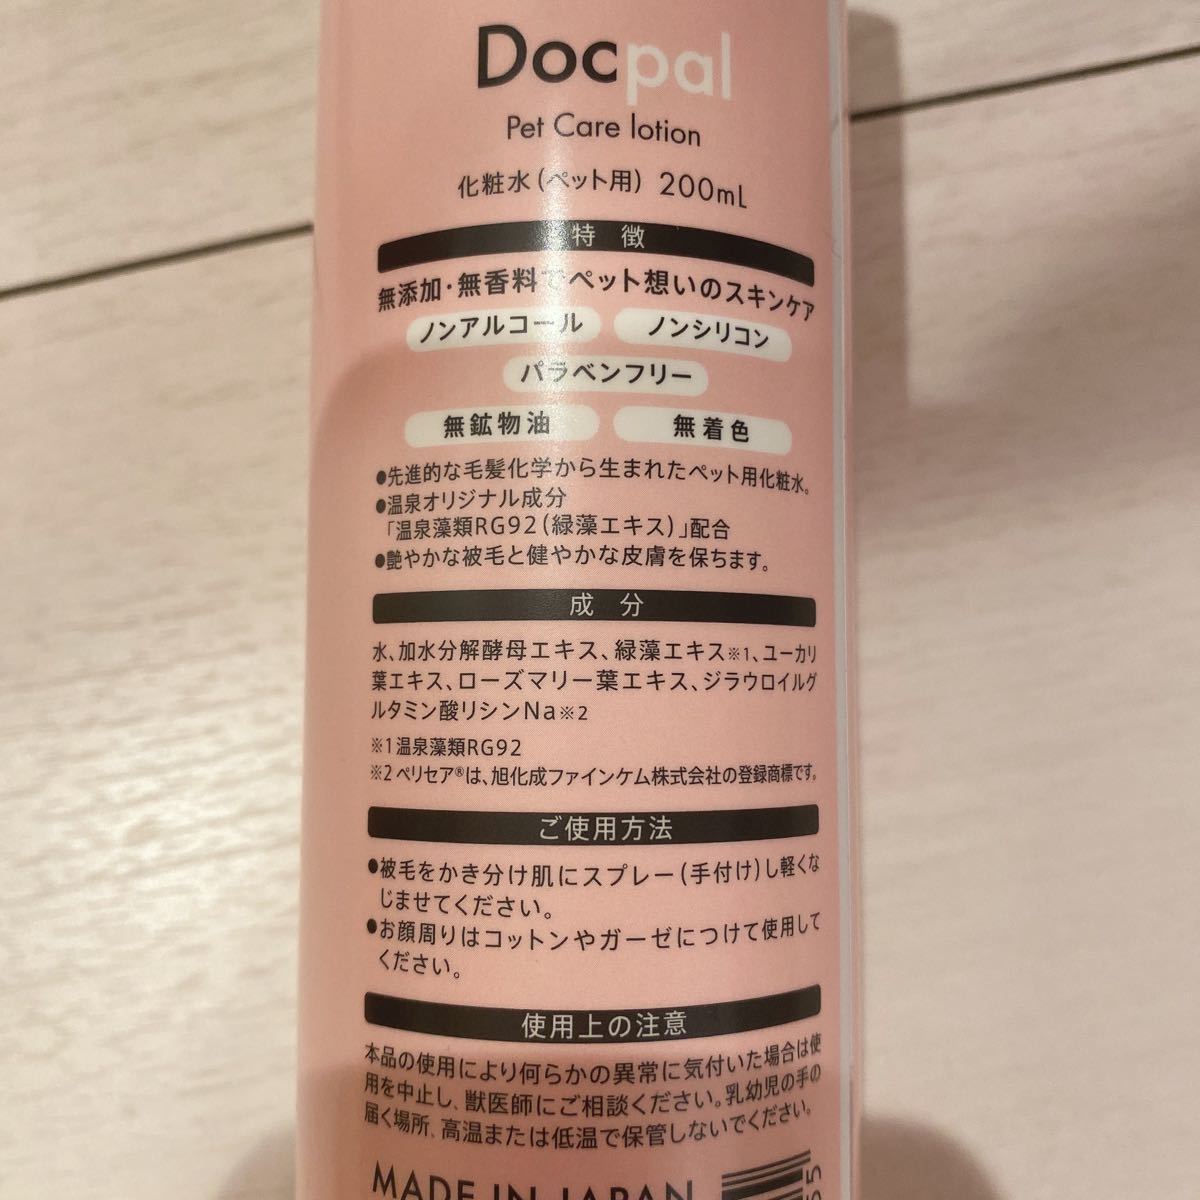 Docpal
Pet Care lotion
化粧水(ペット用) 200mL
特 徴
無添加・無香料でペット想いのスキンケア
ノンアルコール ノンシリコン
パラベンフリー
無鉱物油 無着色
●先進的な毛髪化学から生まれたペット用化粧水。
●温泉オリジナル成分
「温泉藻類RG92(緑藻エキス)」配合
●艶やかな被毛と健やかな皮膚を保ちます。
成 分
水、加水分解酵母エキス、緑藻エキス※1、ユーカリ
葉エキス、ローズマリー葉エキス、ジラウロイルグ
ルタミン酸リシンNa※2
※1温泉藻類RG92
※2ペリセア®は、旭化成ファインケム株式会社の登録商標です。
ご使用方法
●被毛をかき分け肌にスプレー(手付け)し軽くな
じませてください。
●お顔周りはコットンやガーゼにつけて使用して
ください。
使用上の注意
本品の使用により何らかの異常に気付いた場合は使
用を中止し、獣医師にご相談ください。乳幼児の手の
届く場所、高温または低温で保管しないでください。
MADE IN JAPAN